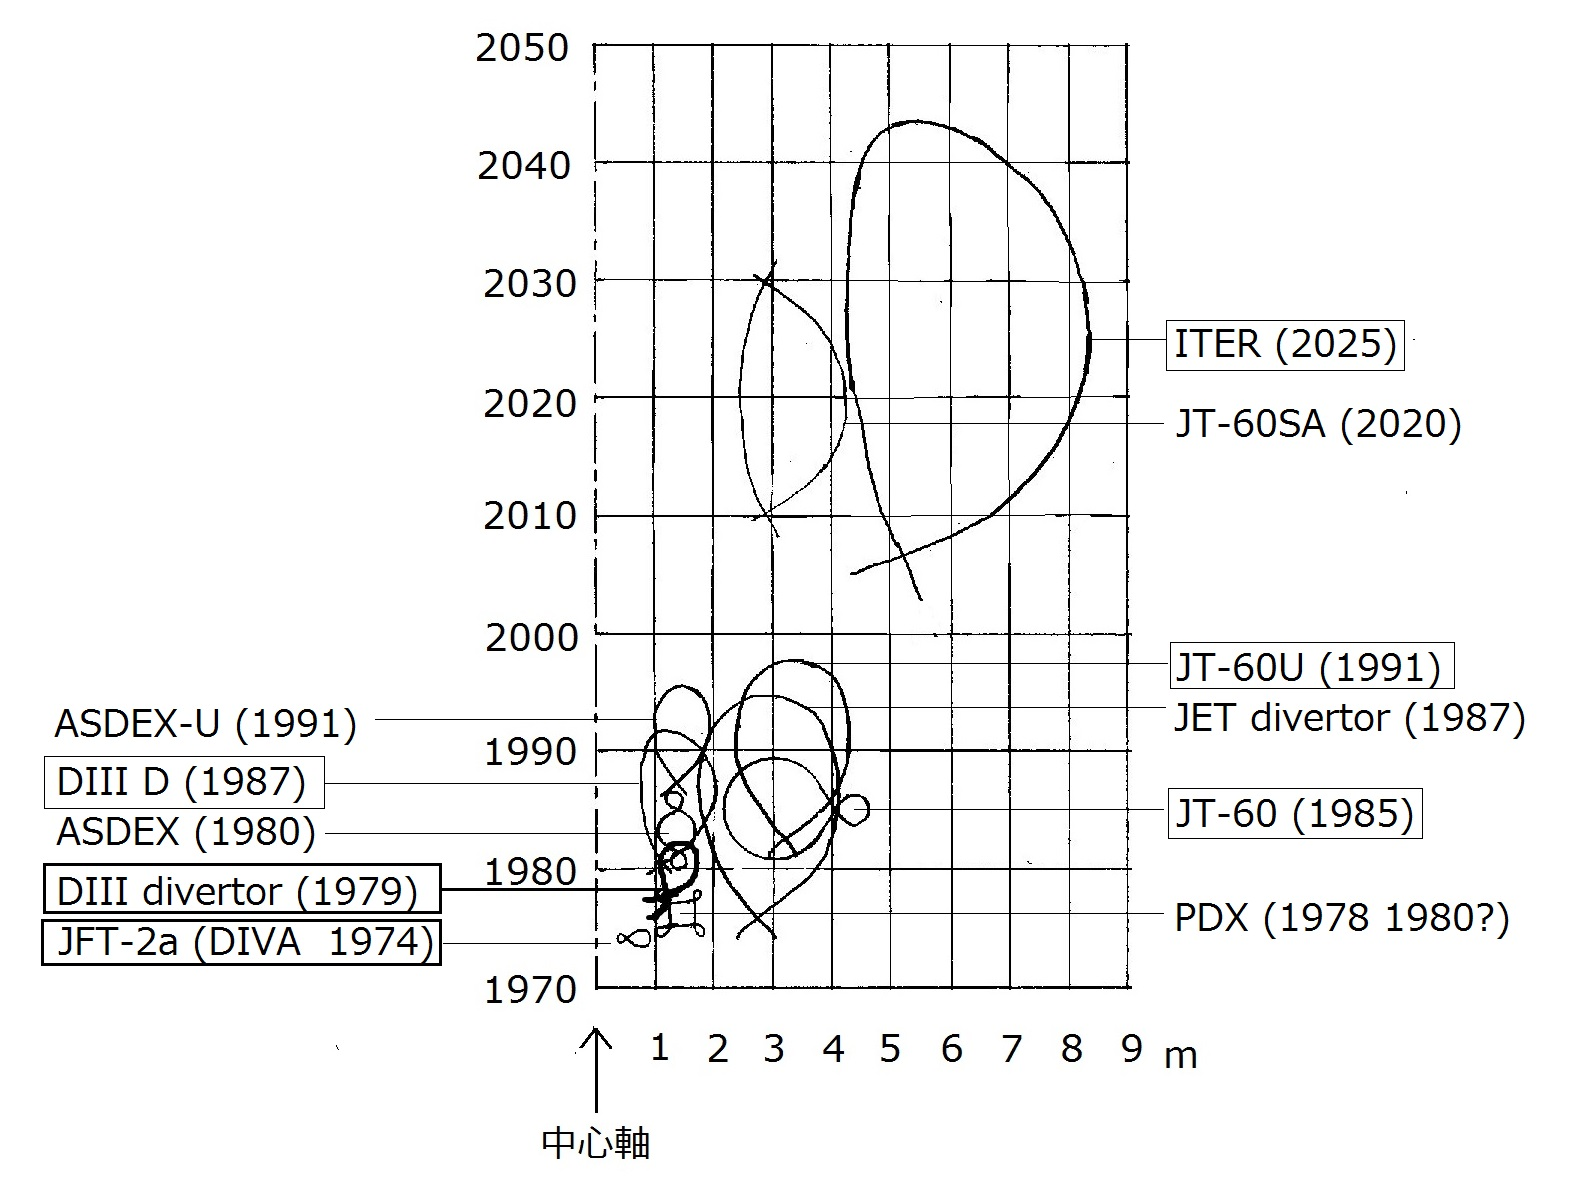 2050
2040
2030
2020
2010
2000
1990
1980
1970
ITER (2025)
JT-60SA (2020)
JT-60U (1991)
JET divertor (1987)
JT-60 (1985)
PDX (1978 1980?)
ASDEX-U (1991)
DIII D (1987)
ASDEX (1980)
DIII divertor (1979)
JFT-2a (DIVA 1974)
1 2 3 4 5 6 7 8 9 m
中心軸